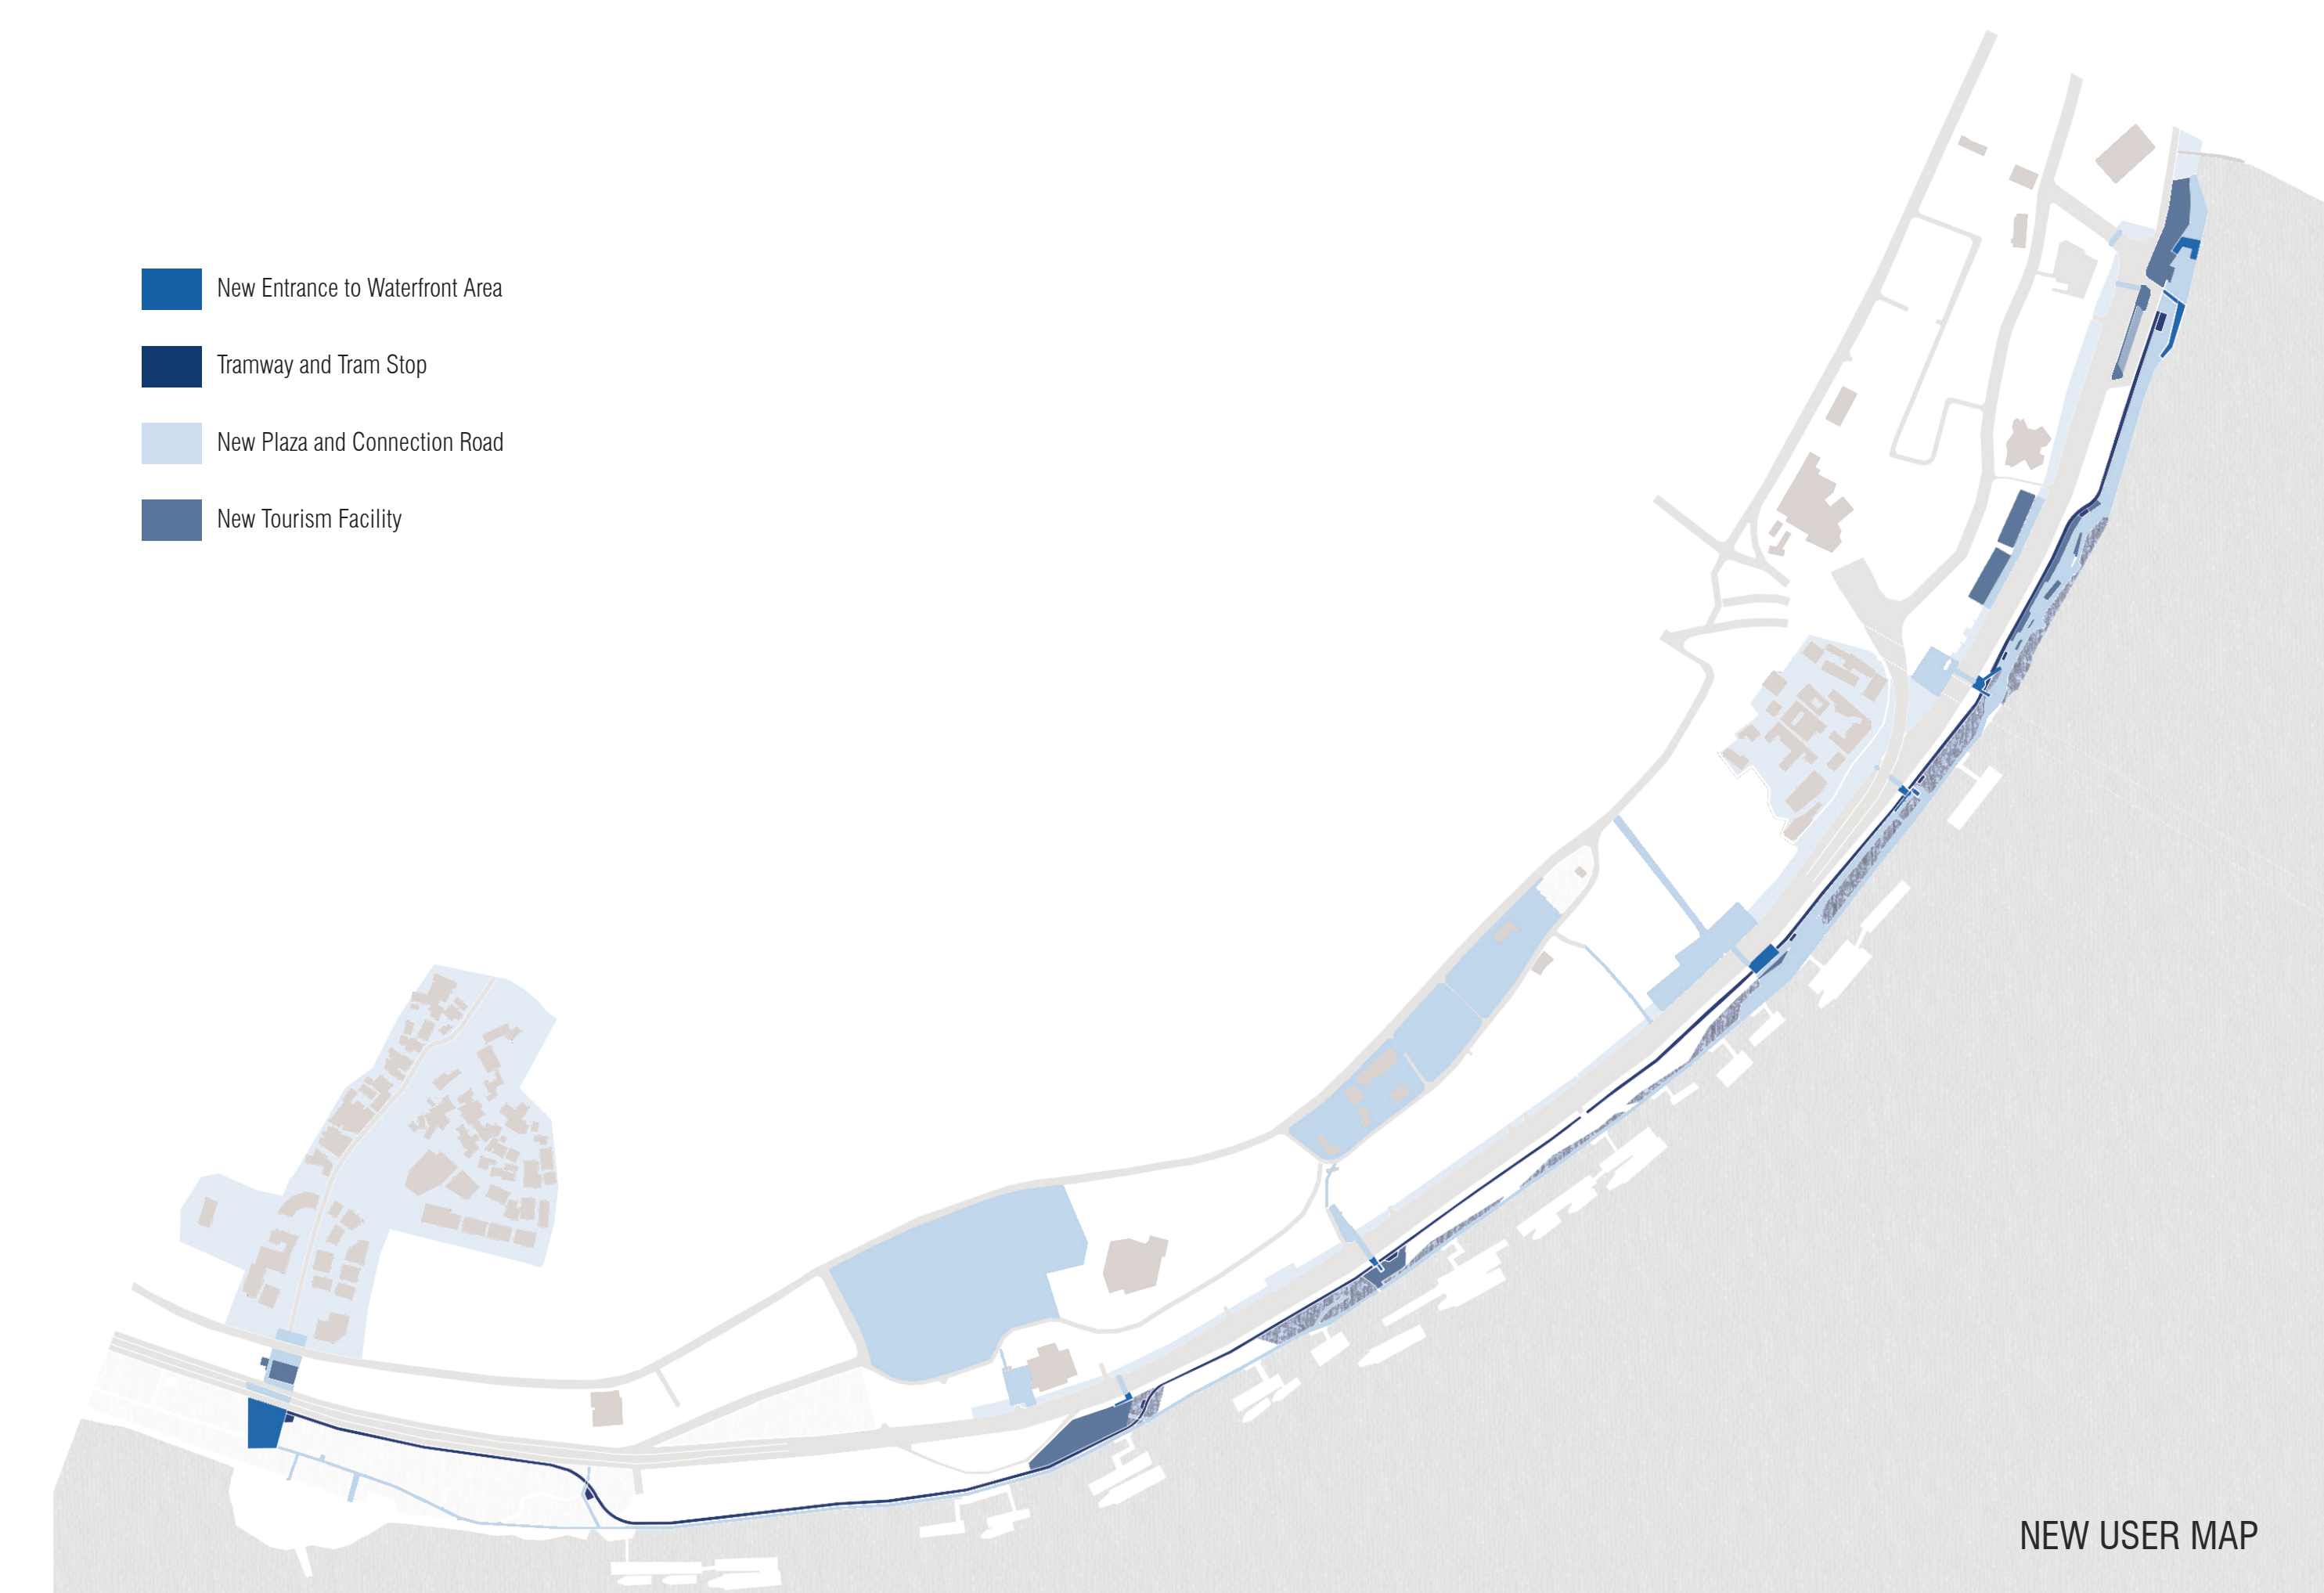 New Entrance to Waterfront Area
Tramway and Tram Stop
New Plaza and Connection Road
New Tourism Facility
NEW USER MAP